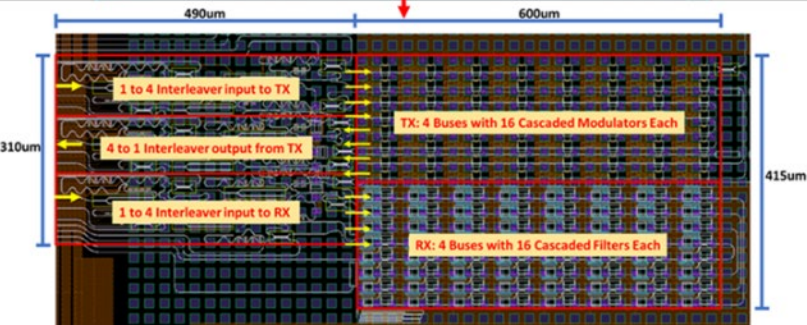 490um
600um
1 to 4 Interleaver input to TX
TX: 4 Buses with 16 Cascaded Modulators Each
310um
4 to 1 Interleaver output from TX
415um
1 to 4 Interleaver input to RX
RX: 4 Buses with 16 Cascaded Filters Each